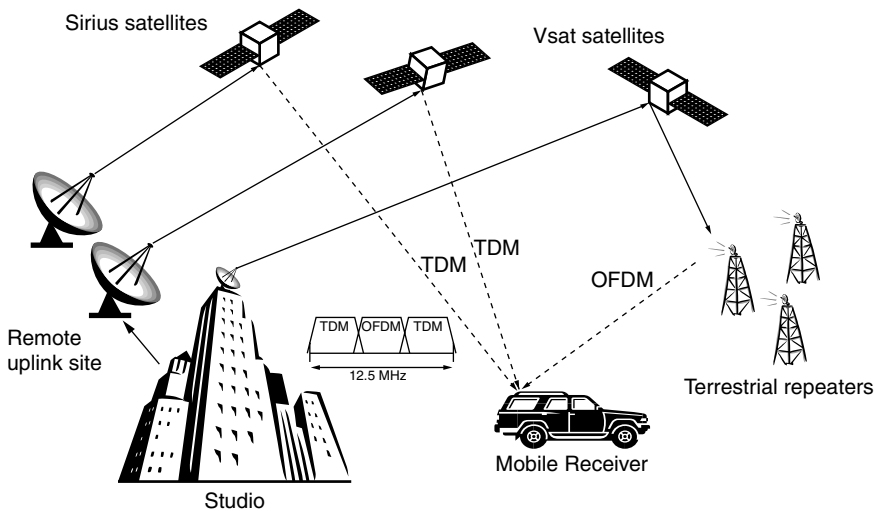 Sirius satellites
Vsat satellites
TDM
TDM
OFDM
TDM OFDM TDM
12.5 MHz
Remote
uplink site
Terrestrial repeaters
Mobile Receiver
Studio